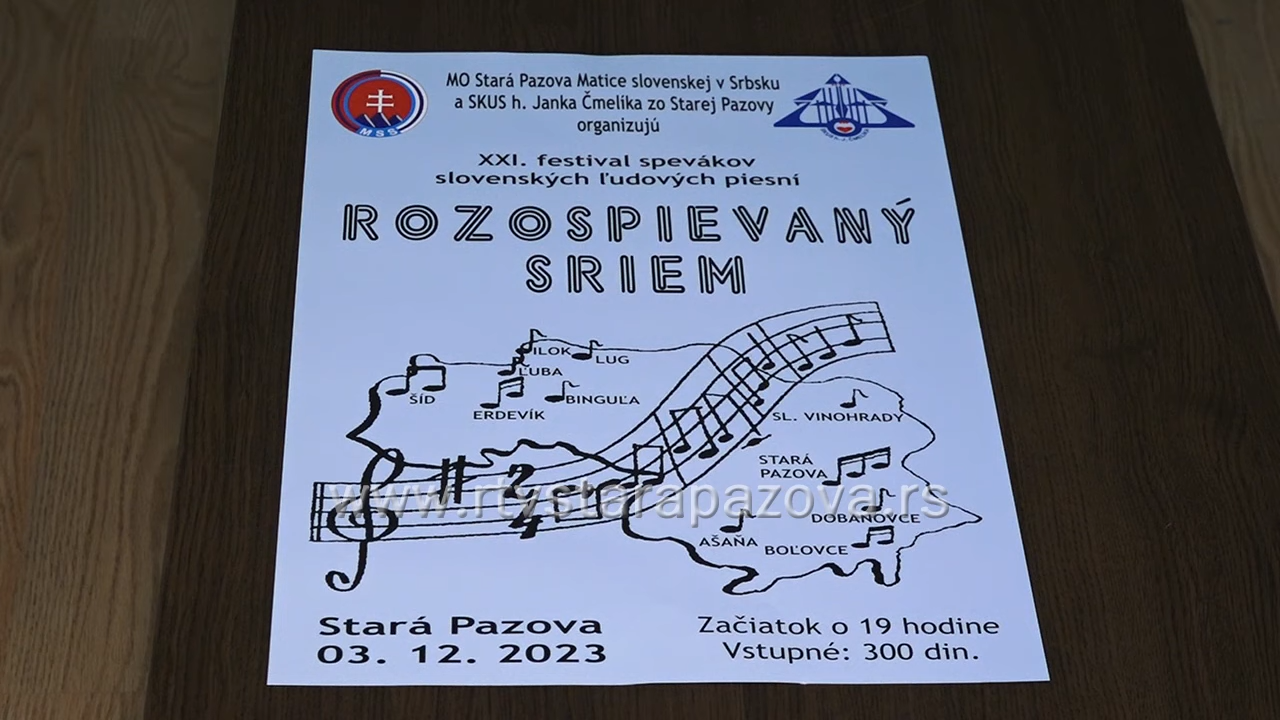 MO Stará Pazova Matice slovenskej v Srbsku
a SKUS h. Janka Čmelíka zo Starej Pazovy
organizujú
MSS
XXI. festival spevákov
slovenských ľudových piesní
ROZOSPIEVANÝ
SRIEM
ILOK
LUG
ĽUBA
ŠÍD
ERDEVÍK
BINGUĽA
SL. VINOHRADY
STARÁ
PAZOVA
www.rtvstarapazova.rs
DOBANOVCE
AŠAŇA
BOĽOVCE
Stará Pazova
03. 12. 2023
Začiatok o 19 hodine
Vstupné: 300 din.